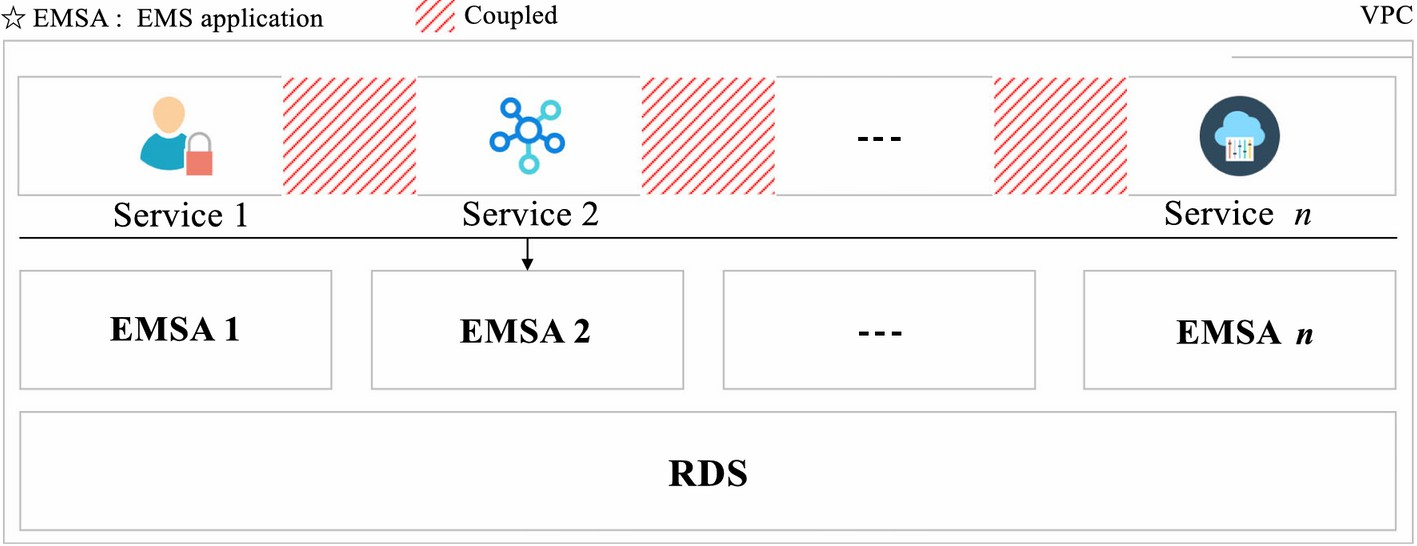 ☆ EMSA : EMS application
Coupled
VPC
---
Service 1
Service 2
Service n
EMSA 1
EMSA 2
---
EMSA n
RDS